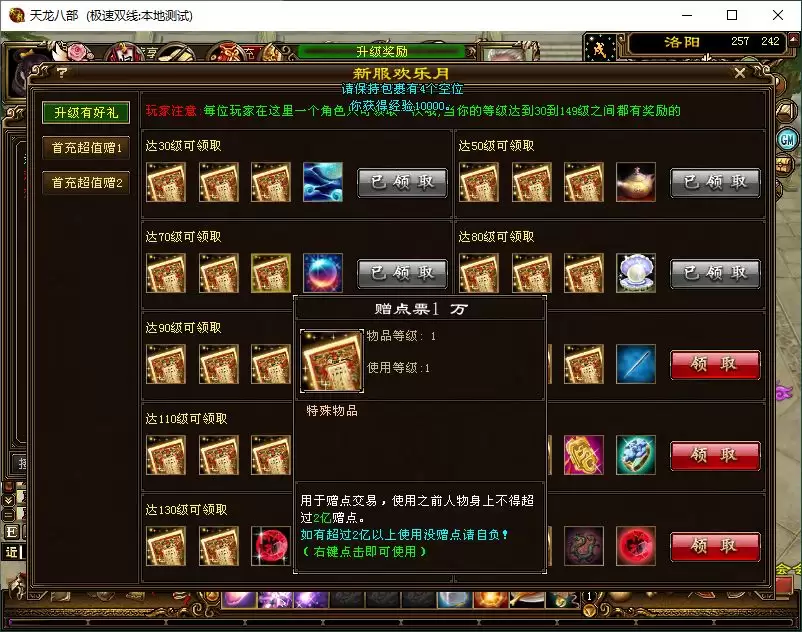 天龙八部 (极速双线:本地测试)
升级奖励
洛阳 257 242
戌
? 新服欢乐月
请保持包裹有4个空位
你获得经验10000。
升级有好礼
首充超值赠1
首充超值赠2
玩家注意:每位玩家在这里一个角色
当你的等级达到30到149级之间都有奖励的
达30级可领取
已领取
达50级可领取
已领取
达70级可领取
已领取
达80级可领取
已领取
达90级可领取
领取
达110级可领取
领取
达130级可领取
领取
赠点票1 万
物品等级: 1
使用等级:1
特殊物品
用于赠点交易,使用之前人物身上不得超
过2亿赠点。
如有超过2亿以上使用没赠点请自负!
(右键点击即可使用)
GM
近
1